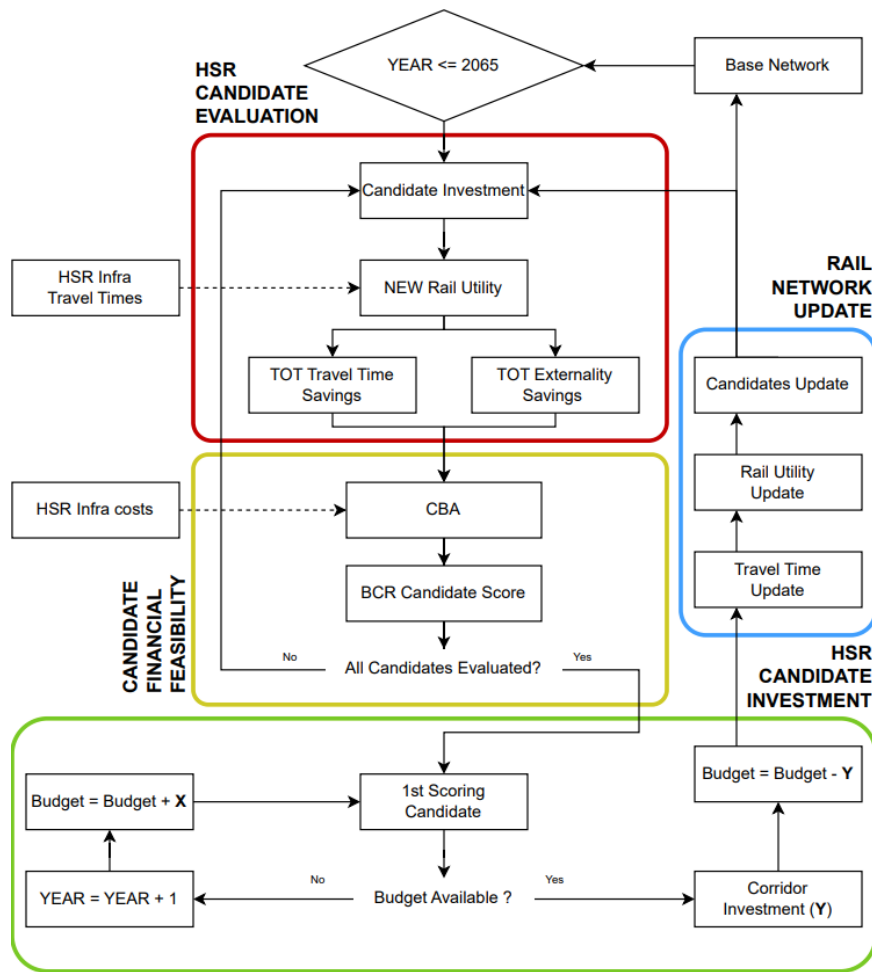 YEAR <= 2065
Base Network
HSR
CANDIDATE
EVALUATION
Candidate Investment
HSR Infra
Travel Times
NEW Rail Utility
RAIL
NETWORK
UPDATE
TOT Travel Time
Savings
TOT Externality
Savings
Candidates Update
HSR Infra costs
CBA
Rail Utility
Update
BCR Candidate Score
Travel Time
Update
CANDIDATE
FINANCIAL
FEASIBILITY
No
All Candidates Evaluated?
Yes
HSR
CANDIDATE
INVESTMENT
Budget = Budget + X
1st Scoring
Candidate
Budget = Budget - Y
YEAR = YEAR + 1
No
Budget Available ?
Yes
Corridor
Investment (Y)